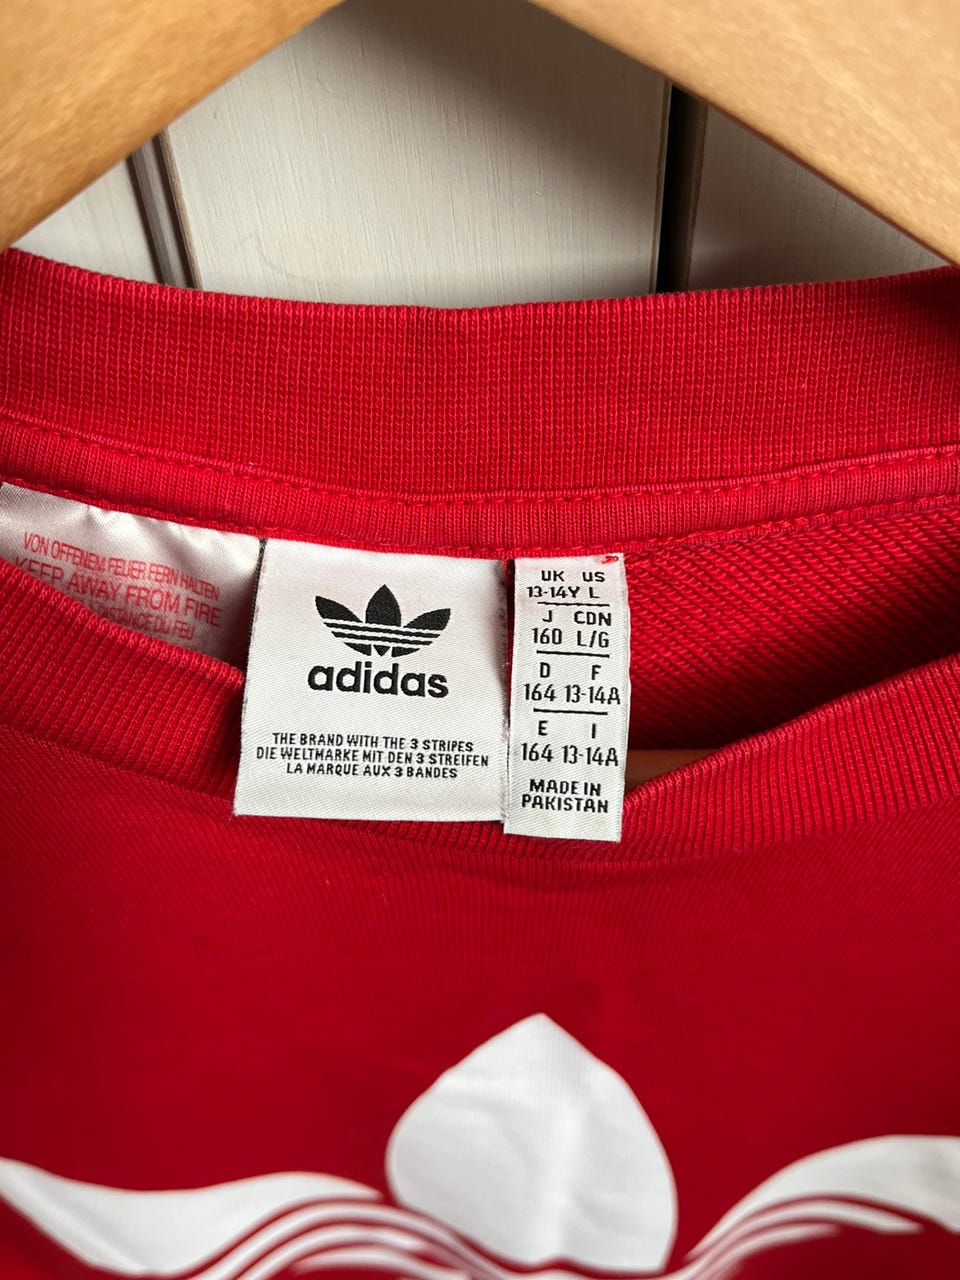 VON OFFENEM FEUER FERN HALTEN
KEEP AWAY FROM FIRE
DU FEU
adidas
THE BRAND WITH THE 3 STRIPES
DIE WELTMARKE MIT DEN 3 STREIFEN
LA MARQUE AUX 3 BANDES
UK US
13-14Y L
J CDN
160 L/G
D F
164 13-14A
E I
164 13-14A
MADE IN
PAKISTAN